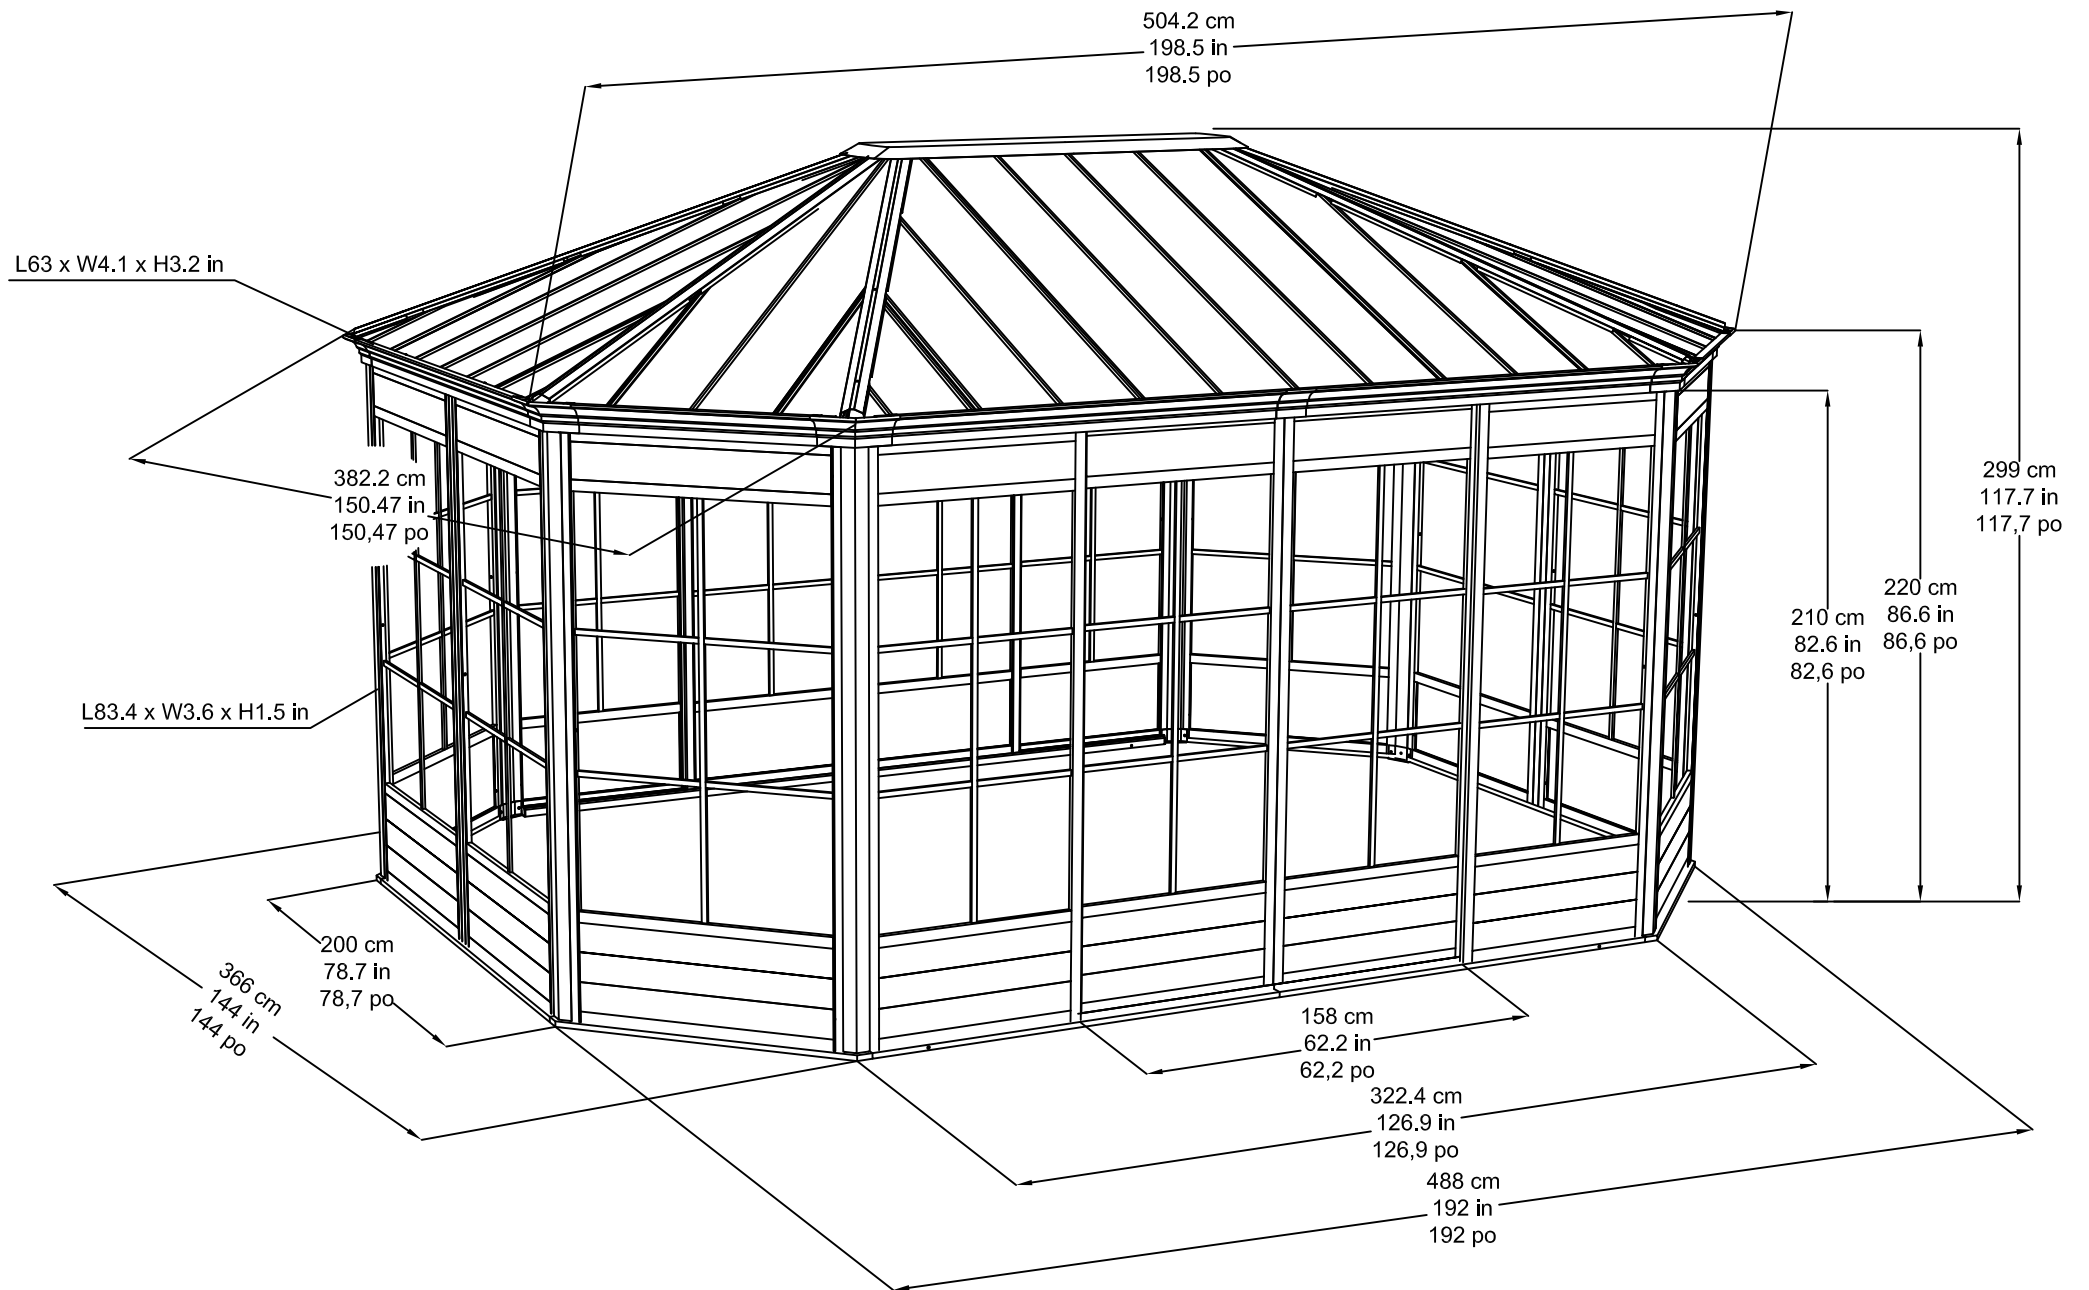 504.2 cm
198.5 in
198.5 po
L63 x W4.1 x H3.2 in
382.2 cm
150.47 in
150,47 po
299 cm
117.7 in
117,7 po
220 cm
86.6 in
86,6 po
210 cm
82.6 in
82,6 po
L83.4 x W3.6 x H1.5 in
200 cm
78.7 in
78,7 po
366 cm
144 in
144 po
158 cm
62.2 in
62,2 po
322.4 cm
126.9 in
126,9 po
488 cm
192 in
192 po